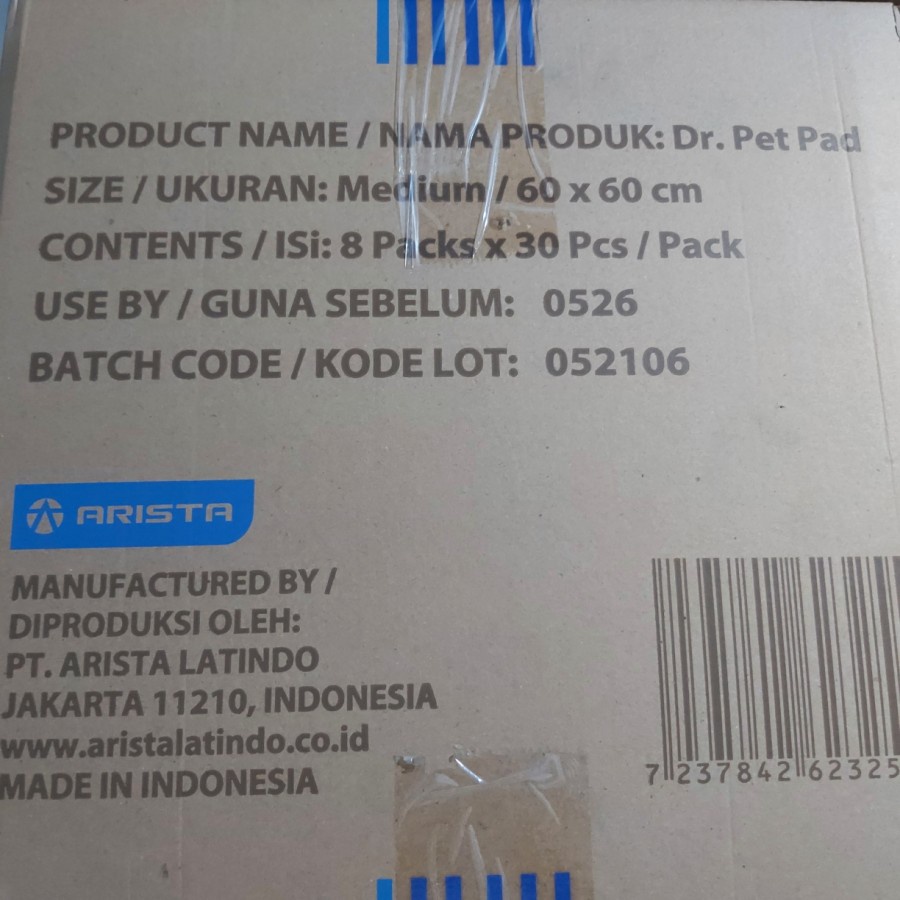 PRODUCT NAME / NAMA PRODUK: Dr. Pet Pad
SIZE / UKURAN: Medium / 60 x 60 cm
CONTENTS / ISi: 8 Packs x 30 Pcs / Pack
USE BY / GUNA SEBELUM: 0526
BATCH CODE / KODE LOT: 052106
ARISTA
MANUFACTURED BY /
DIPRODUKSI OLEH:
PT. ARISTA LATINDO
JAKARTA 11210, INDONESIA
www.aristalatindo.co.id
MADE IN INDONESIA
7 237842 62325